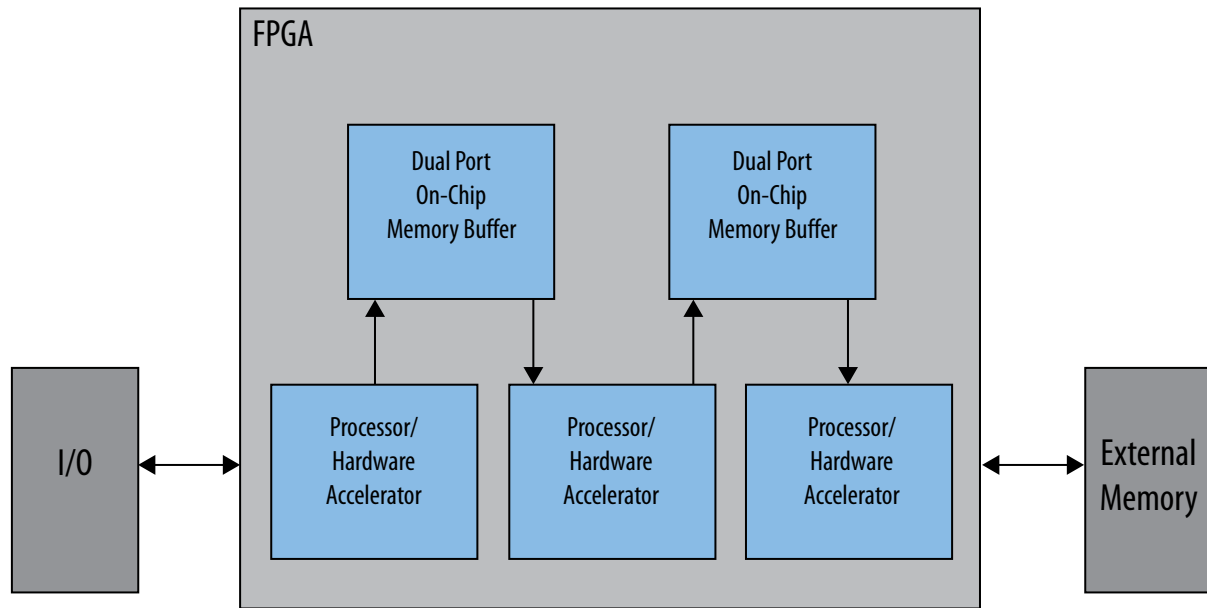 FPGA
Dual Port
On-Chip
Memory Buffer
Dual Port
On-Chip
Memory Buffer
I/O
Processor/
Hardware
Accelerator
Processor/
Hardware
Accelerator
Processor/
Hardware
Accelerator
External
Memory